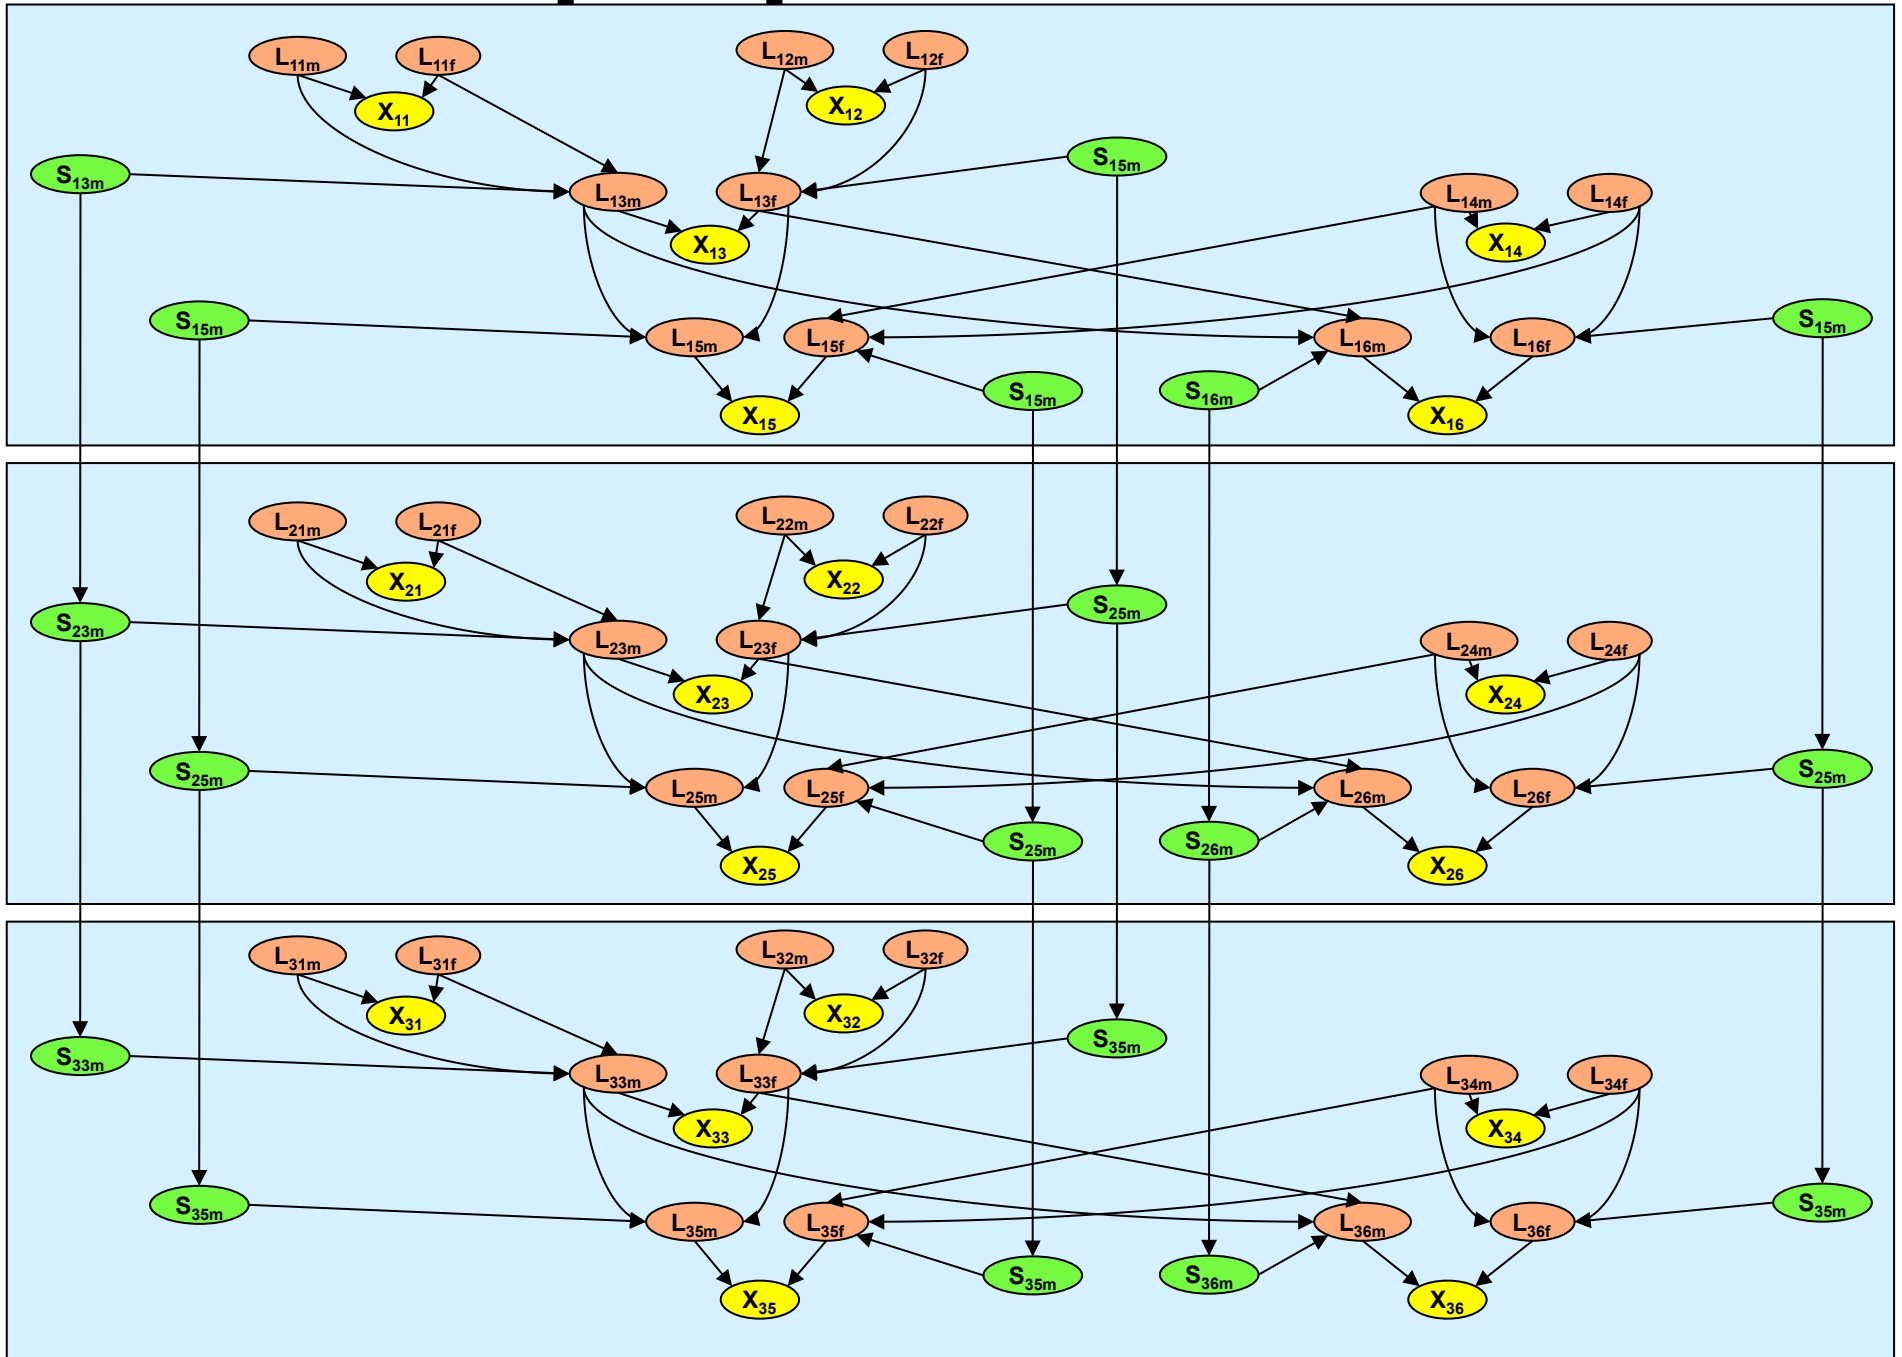 L11m L11f L12m L12f
X11 X12
S13m S15m
L13m L13f L14m L14f
X13 X14
S15m L15m L15f L16m L16f S15m
S15m S16m
X15 X16
L21m L21f L22m L22f
X21 X22
S23m S25m
L23m L23f L24m L24f
X23 X24
S25m L25m L25f L26m L26f S25m
S25m S26m
X25 X26
L31m L31f L32m L32f
X31 X32
S33m S35m
L33m L33f L34m L34f
X33 X34
S35m L35m L35f L36m L36f S35m
S35m S36m
X35 X36